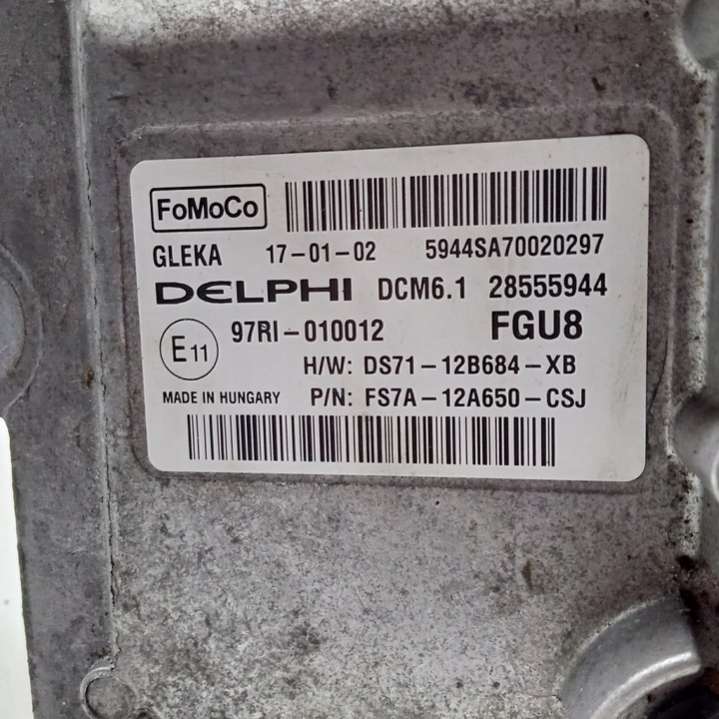 FoMoCo
GLEKA 17-01-02 5944SA70020297
DELPHI DCM6.1 28555944
E11 97RI-010012 FGU8
H/W: DS71-12B684-XB
MADE IN HUNGARY P/N: FS7A-12A650-CSJ